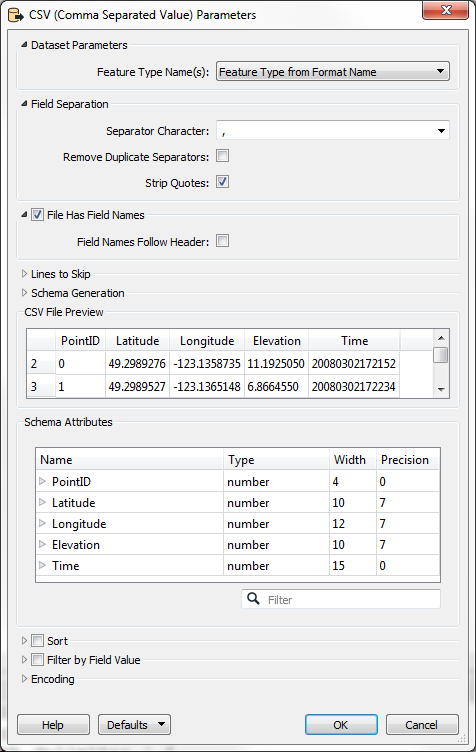 CSV (Comma Separated Value) Parameters
Dataset Parameters
Feature Type Name(s): Feature Type from Format Name
Field Separation
Separator Character: ,
Remove Duplicate Separators:
Strip Quotes:
File Has Field Names
Field Names Follow Header:
Lines to Skip
Schema Generation
CSV File Preview
PointID Latitude Longitude Elevation Time
2 0 49.2989276 -123.1358735 11.1925050 20080302172152
3 1 49.2989527 -123.1365148 6.8664550 20080302172234
Schema Attributes
Name Type Width Precision
PointID number 4 0
Latitude number 10 7
Longitude number 12 7
Elevation number 10 7
Time number 15 0
Filter
Sort
Filter by Field Value
Encoding
Help Defaults OK Cancel